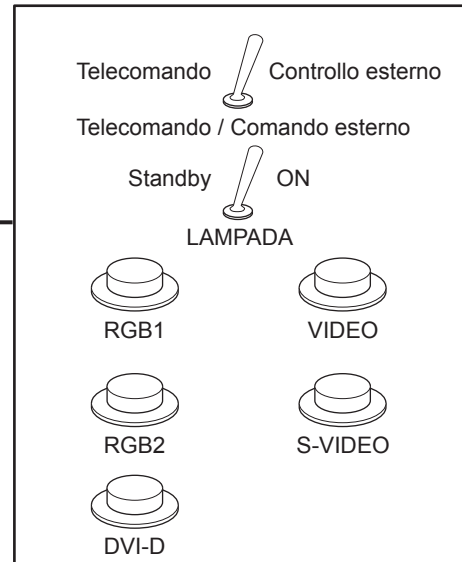 Telecomando Controllo esterno
Telecomando / Comando esterno
Standby ON
LAMPADA
RGB1 VIDEO
RGB2 S-VIDEO
DVI-D